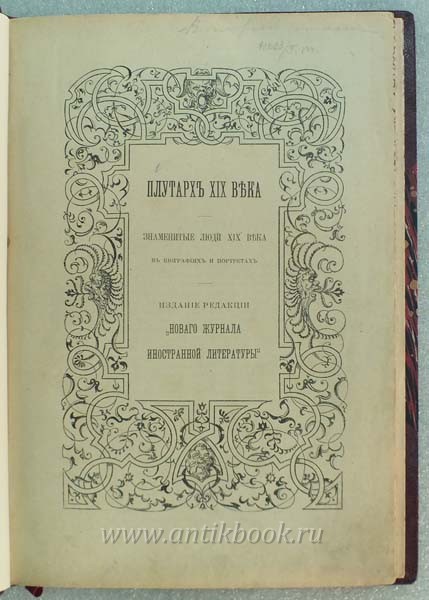 ПЛУТАРХЪ XIX ВѢКА
ЗНАМЕНИТЫЕ ЛЮДИ XIX ВѢКА
ВЪ БІОГРАФІЯХЪ И ПОРТРЕТАХЪ
ИЗДАНІЕ РЕДАКЦІИ
„НОВАГО ЖУРНАЛА
ИНОСТРАННОЙ ЛИТЕРАТУРЫ"
www.antikbook.ru